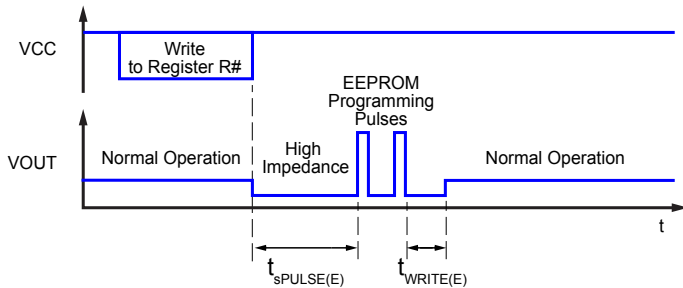 VCC
Write
to Register R#
EEPROM
Programming
Pulses
VOUT
Normal Operation
High
Impedance
Normal Operation
t
tsPULSE(E)
tWRITE(E)